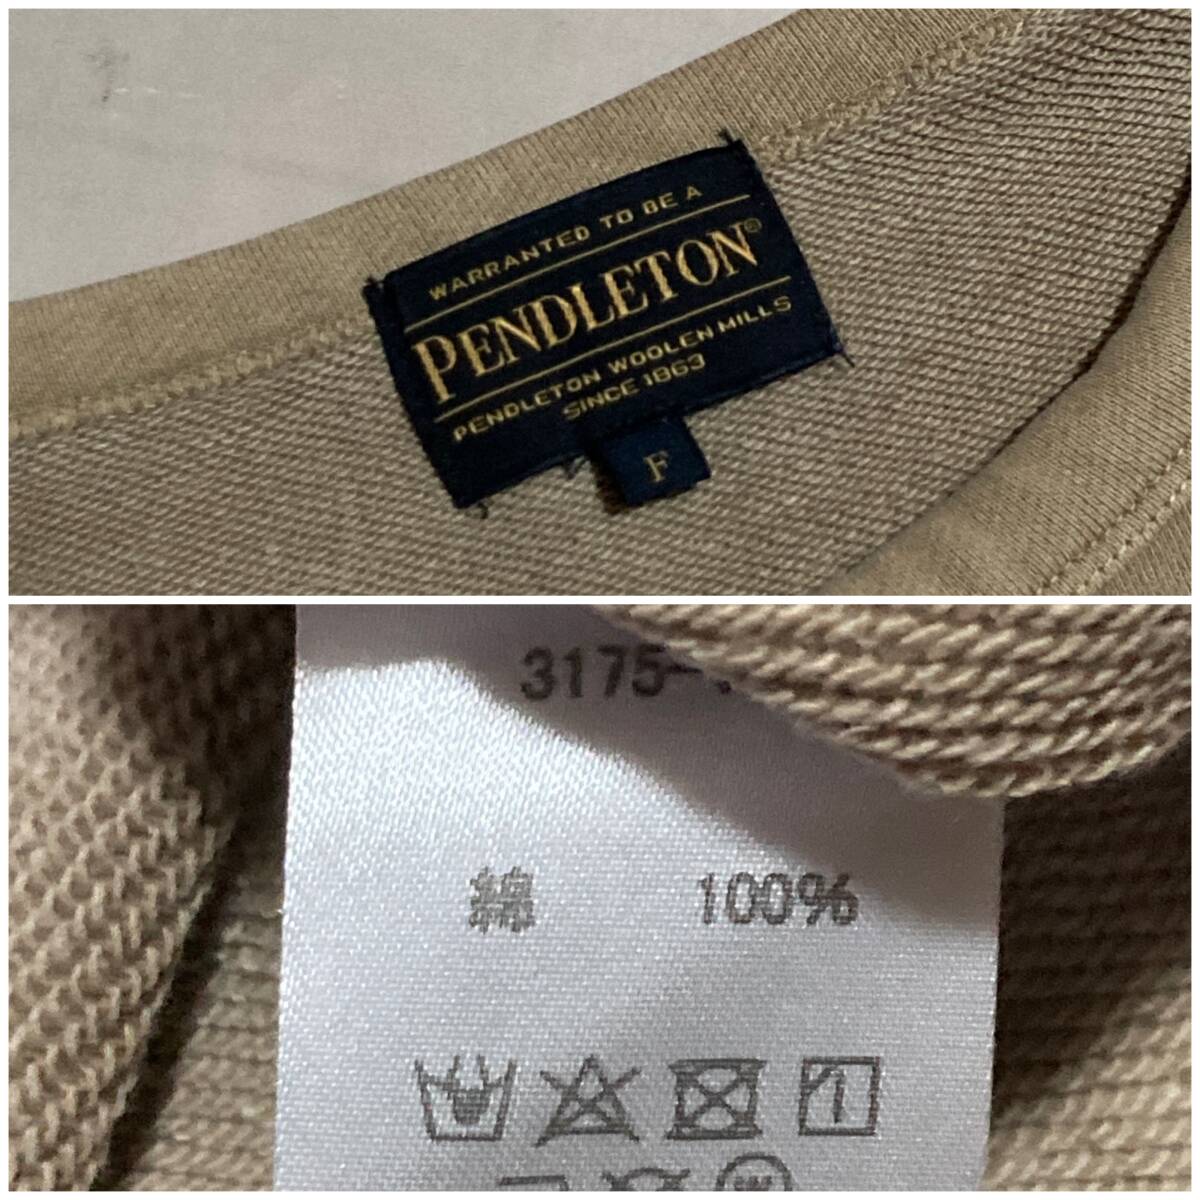 WARRANTED TO BE A
PENDLETON®
PENDLETON WOOLEN MILLS
SINCE 1863
F
3175-
綿 100%